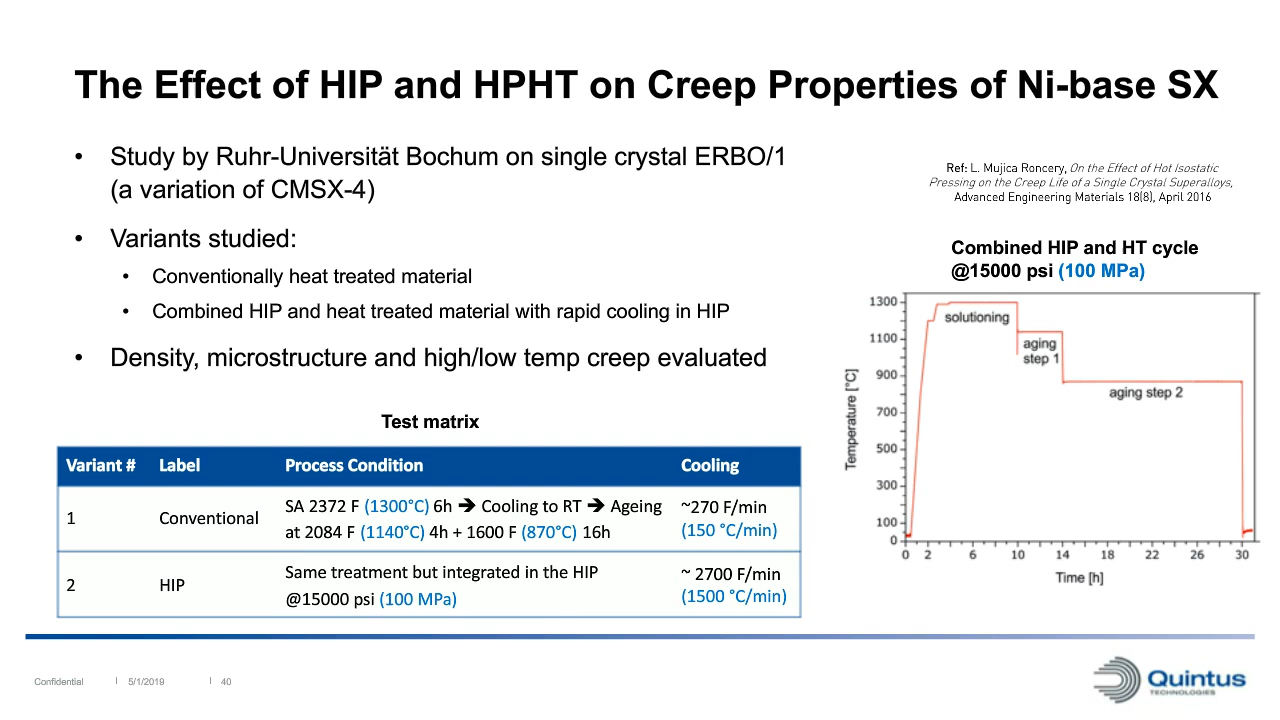 The Effect of HIP and HPHT on Creep Properties of Ni-base SX
• Study by Ruhr-Universität Bochum on single crystal ERBO/1
(a variation of CMSX-4)
• Variants studied:
• Conventionally heat treated material
• Combined HIP and heat treated material with rapid cooling in HIP
• Density, microstructure and high/low temp creep evaluated
Ref: L. Mujica Roncery, On the Effect of Hot Isostatic
Pressing on the Creep Life of a Single Crystal Superalloys,
Advanced Engineering Materials 18(8), April 2016
Combined HIP and HT cycle
@15000 psi (100 MPa)
Temperature [°C]
1300
1100
900
700
500
300
100
0
solutioning
aging
step 1
aging step 2
0 2 6 10 14 18 22 26 30
Time [h]
Test matrix
Variant # Label Process Condition Cooling
1 Conventional SA 2372 F (1300°C) 6h ➔ Cooling to RT ➔ Ageing
at 2084 F (1140°C) 4h + 1600 F (870°C) 16h
~270 F/min
(150 °C/min)
2 HIP Same treatment but integrated in the HIP
@15000 psi (100 MPa)
~ 2700 F/min
(1500 °C/min)
Confidential | 5/1/2019 | 40
Quintus
TECHNOLOGIES